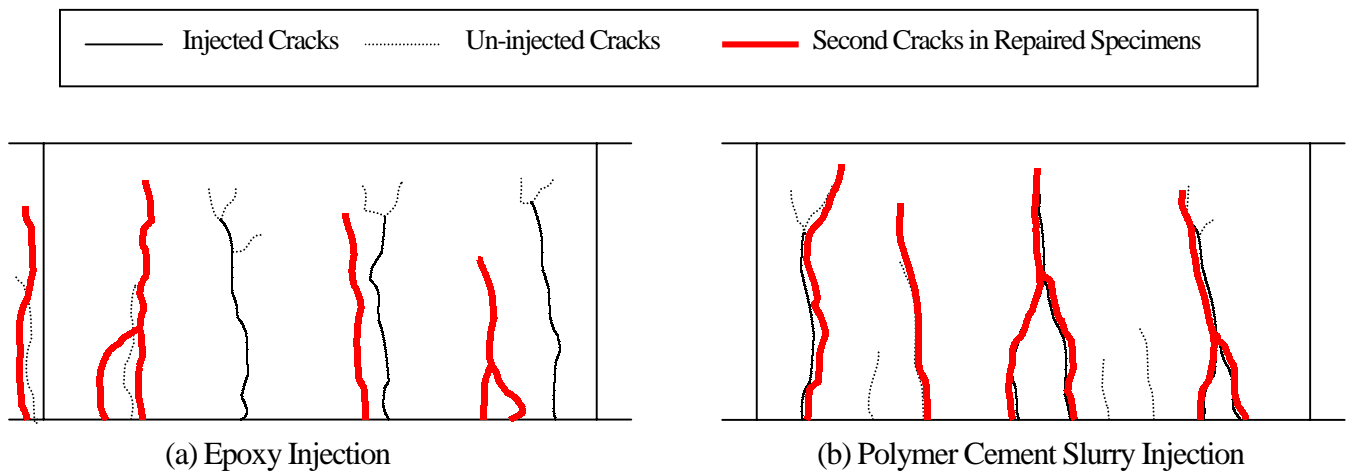 Injected Cracks Un-injected Cracks Second Cracks in Repaired Specimens
(a) Epoxy Injection (b) Polymer Cement Slurry Injection